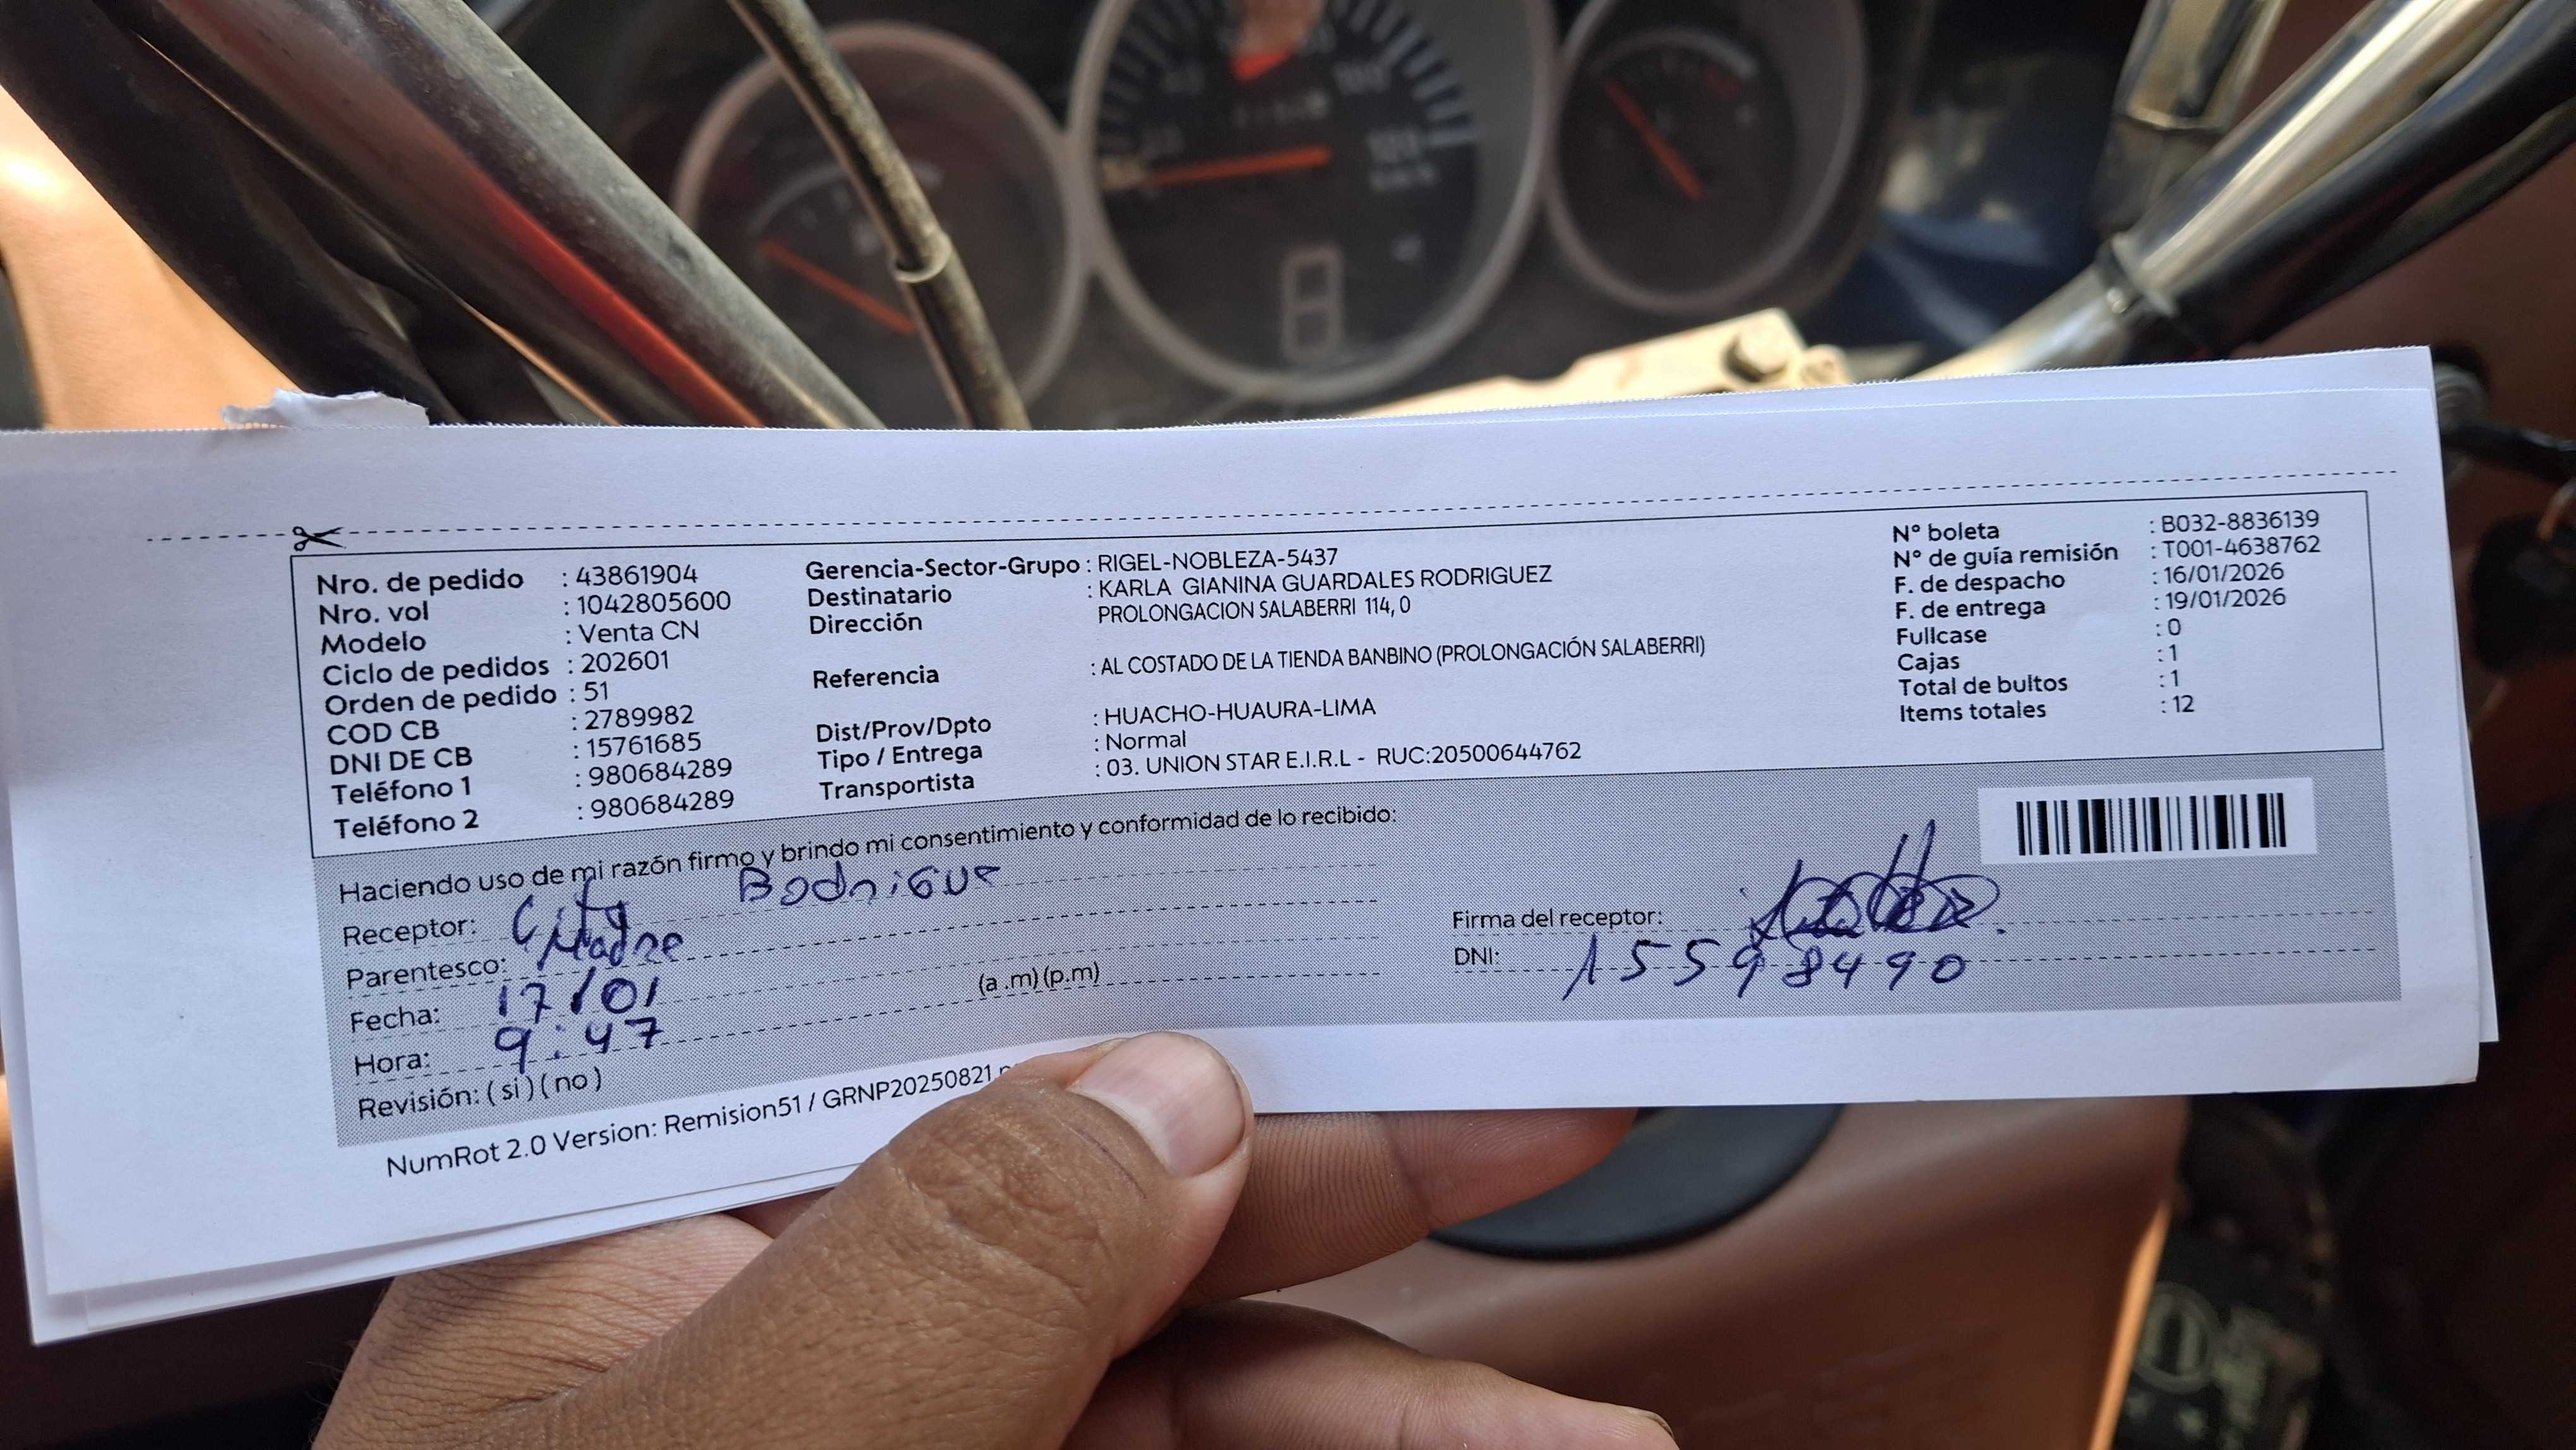 Nro. de pedido : 43861904
Nro. vol : 1042805600
Modelo : Venta CN
Ciclo de pedidos : 202601
Orden de pedido : 51
COD CB : 2789982
DNI DE CB : 15761685
Teléfono 1 : 980684289
Teléfono 2 : 980684289
Gerencia-Sector-Grupo : RIGEL-NOBLEZA-5437
Destinatario : KARLA GIANINA GUARDALES RODRIGUEZ
Dirección PROLONGACION SALABERRI 114, 0
Referencia : AL COSTADO DE LA TIENDA BANBINO (PROLONGACIÓN SALABERRI)
Dist/Prov/Dpto : HUACHO-HUAURA-LIMA
Tipo / Entrega : Normal
Transportista : 03. UNION STAR E.I.R.L - RUC:20500644762
N° boleta : B032-8836139
N° de guía remisión : T001-4638762
F. de despacho : 16/01/2026
F. de entrega : 19/01/2026
Fullcase : 0
Cajas : 1
Total de bultos : 1
Items totales : 12
Haciendo uso de mi razón firmo y brindo mi consentimiento y conformidad de lo recibido:
Receptor:
Parentesco: Madre
Fecha: 17/01
Hora: 9:47 (a .m) (p.m)
Revisión: ( si ) ( no )
Firma del receptor:
DNI: 15598490
NumRot 2.0 Version: Remision51 / GRNP20250821
120
km/h